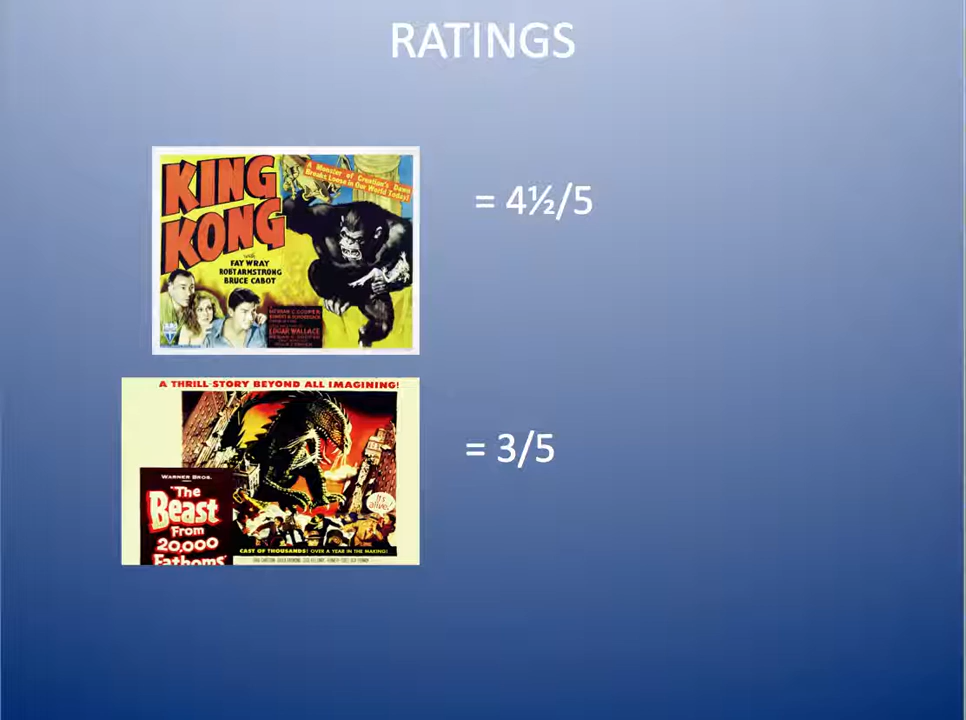 RATINGS
KING
KONG
A Monster of Creation's Dawn
Breaks Loose in Our World Today!
with
FAY WRAY
ROBT ARMSTRONG
BRUCE CABOT
EDGAR WALLACE
= 4½/5
A THRILL-STORY BEYOND ALL IMAGINING!
WARNER BROS.
The
Beast
From
20,000
Fathoms
It's
alive!
CAST OF THOUSANDS! OVER A YEAR IN THE MAKING!
= 3/5